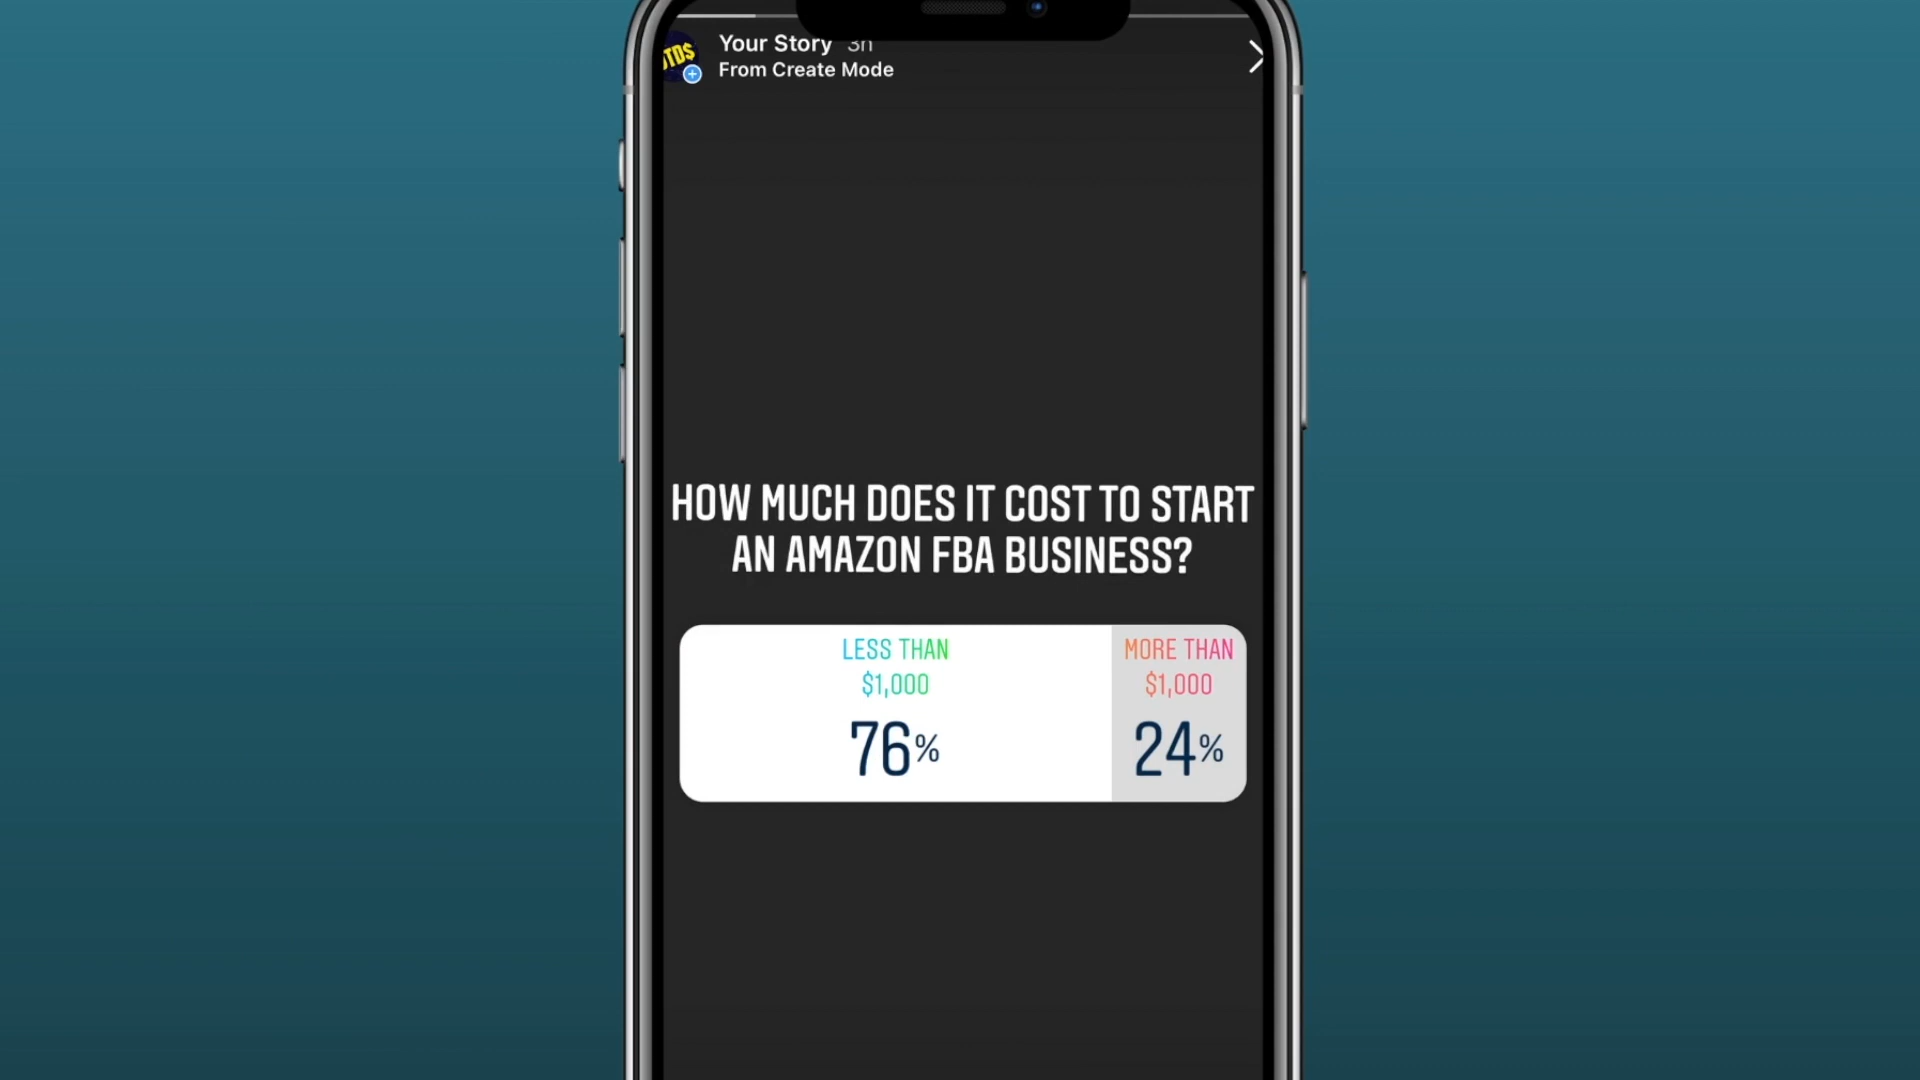 Your Story 3h
From Create Mode
HOW MUCH DOES IT COST TO START
AN AMAZON FBA BUSINESS?
LESS THAN
$1,000
76%
MORE THAN
$1,000
24%